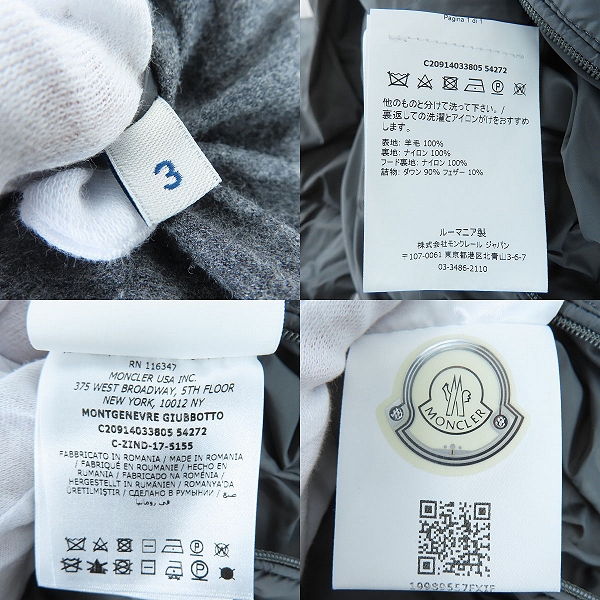 3
Pagina 1 di 1
C20914033805 54272
他のものと分けて洗って下さい。/
裏返しての洗濯とアイロンがけをおすすめ
します。
表地: 羊毛 100%
裏地: ナイロン 100%
フード裏地: ナイロン 100%
詰物: ダウン 90% フェザー 10%
ルーマニア製
株式会社モンクレール ジャパン
〒107-0061 東京都港区北青山3-6-7
03-3486-2110
RN 116347
MONCLER USA INC.
375 WEST BROADWAY, 5TH FLOOR
NEW YORK, 10012 NY
MONTGENEVRE GIUBBOTTO
C20914033805 54272
C-ZIND-17-5155
FABBRICATO IN ROMANIA / MADE IN ROMANIA
/ FABRIQUÉ EN ROUMANIE / HECHO EN
RUMANIA / FABRICADO NA ROMÉNIA /
HERGESTELLT IN RUMÄNIEN / ROMANYA'DA
ÜRETİLMİŞTİR / СДЕЛАНО В РУМЫНИИ / صنع
في رومانيا
MONCLER